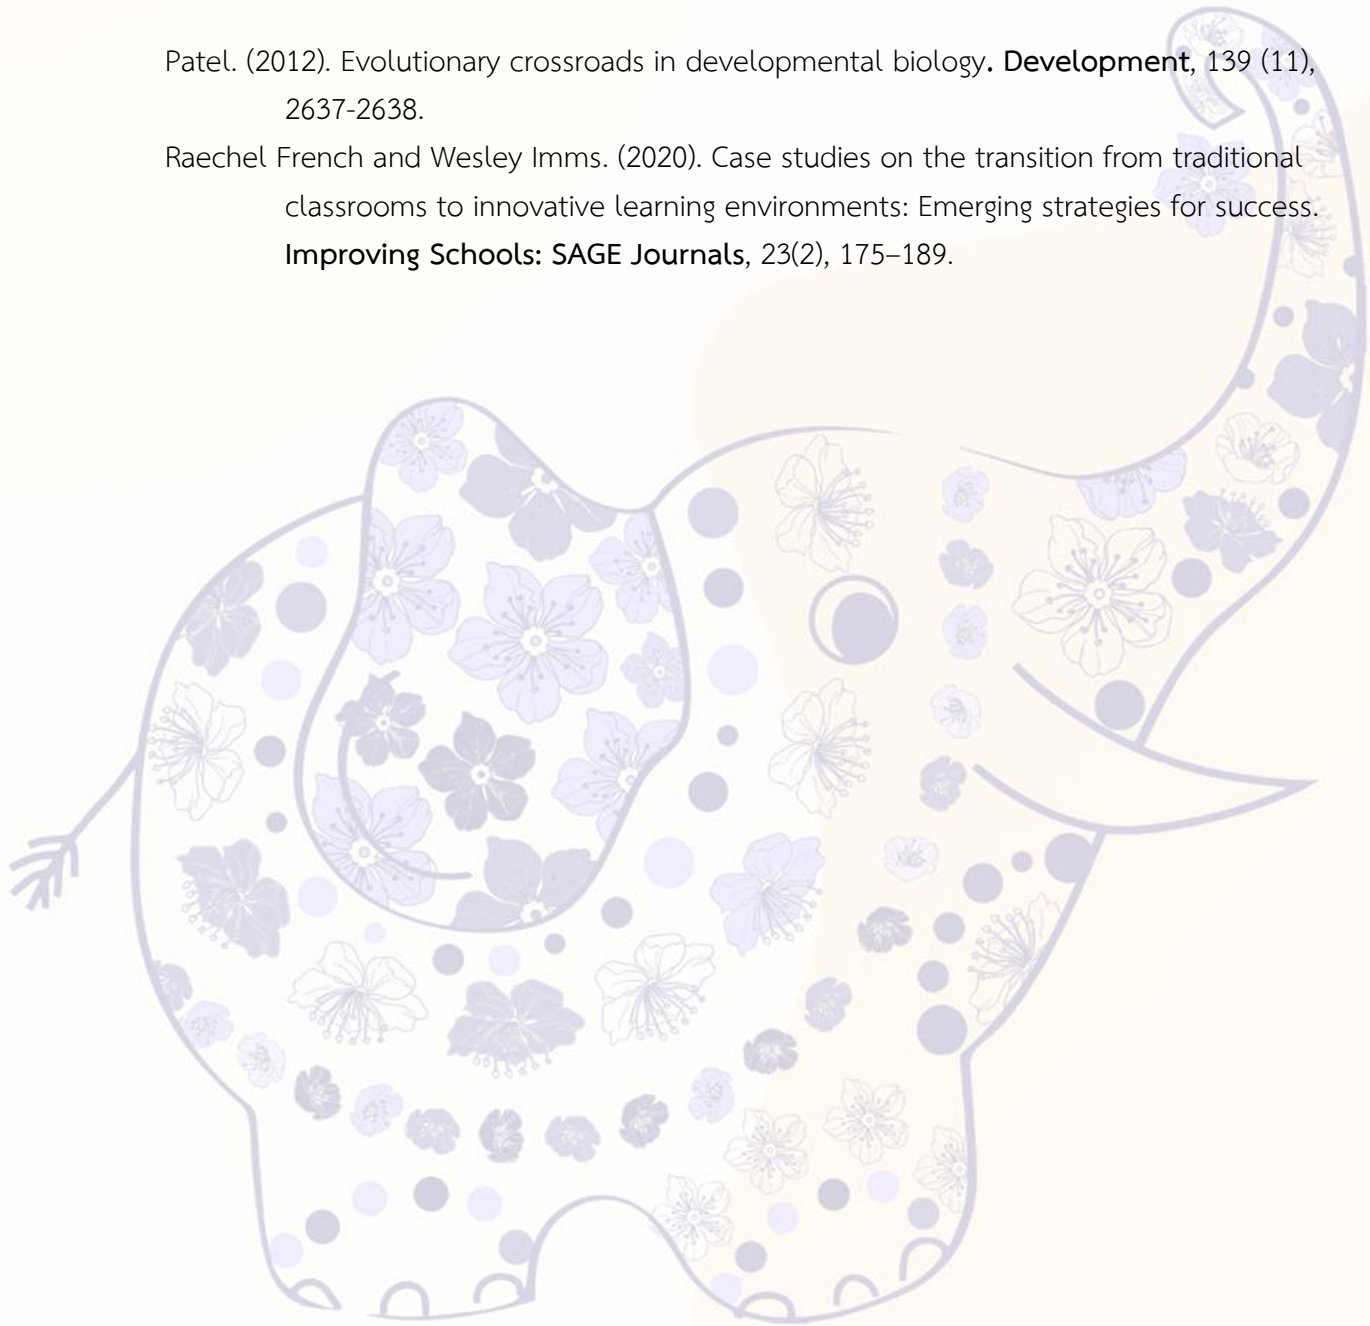 Patel. (2012). Evolutionary crossroads in developmental biology. Development, 139 (11),
2637-2638.
Raechel French and Wesley Imms. (2020). Case studies on the transition from traditional
classrooms to innovative learning environments: Emerging strategies for success.
Improving Schools: SAGE Journals, 23(2), 175–189.